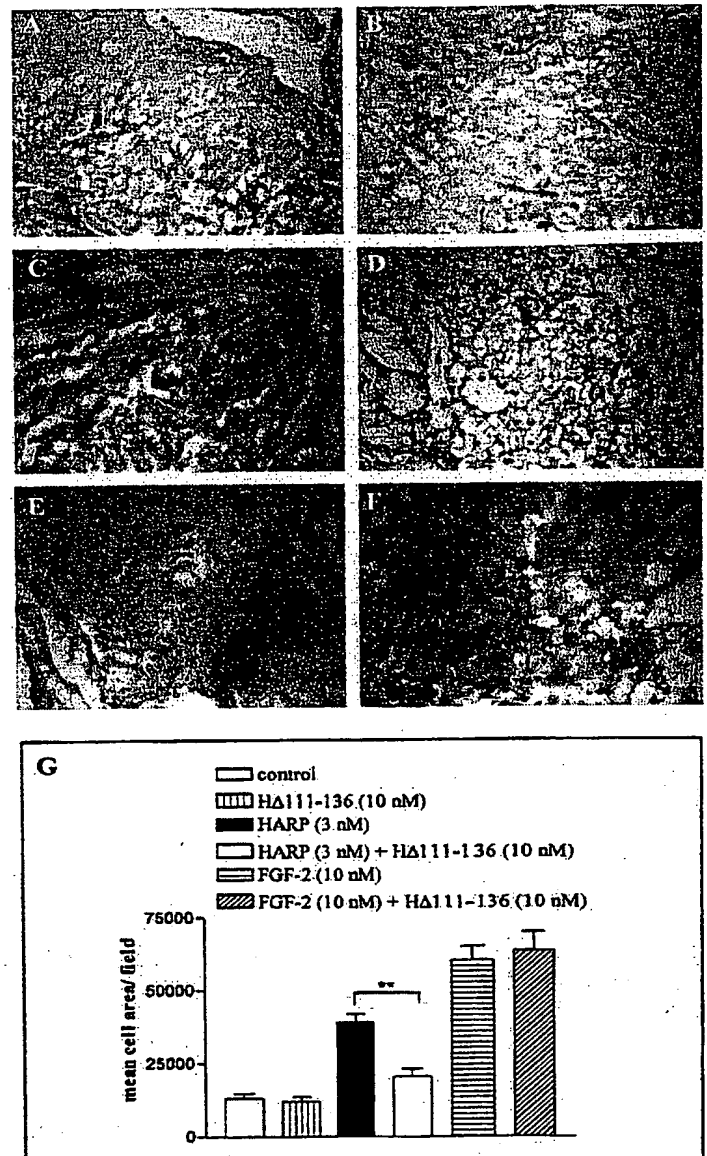 A
B
C
D
E
F
G
control
HΔ111-136 (10 nM)
HARP (3 nM)
HARP (3 nM) + HΔ111-136 (10 nM)
FGF-2 (10 nM)
FGF-2 (10 nM) + HΔ111-136 (10 nM)
75000
50000
25000
0
**
mean cell area/ field